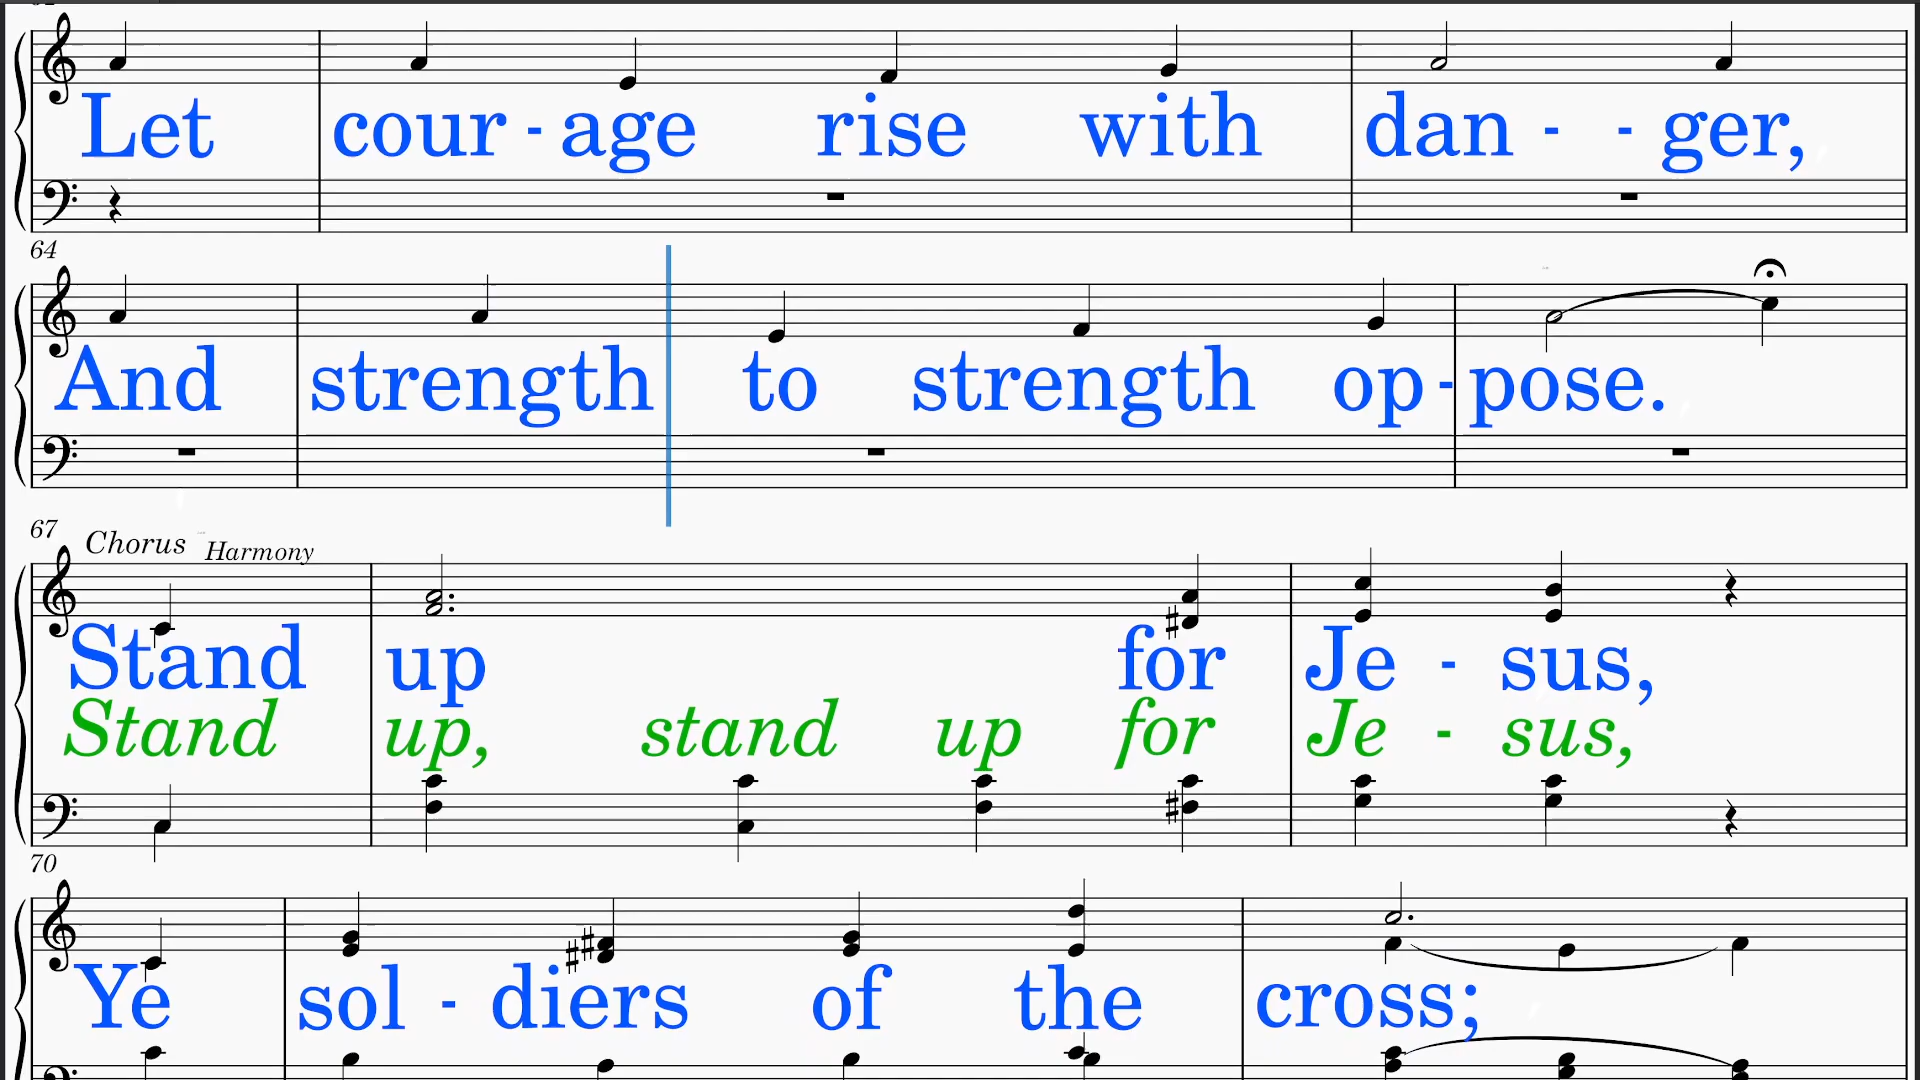 Let cour - age rise with dan - - ger,
64
And strength to strength op - pose.
67
Chorus Harmony
Stand up for Je - sus,
Stand up, stand up for Je - sus,
70
Ye sol - diers of the cross;